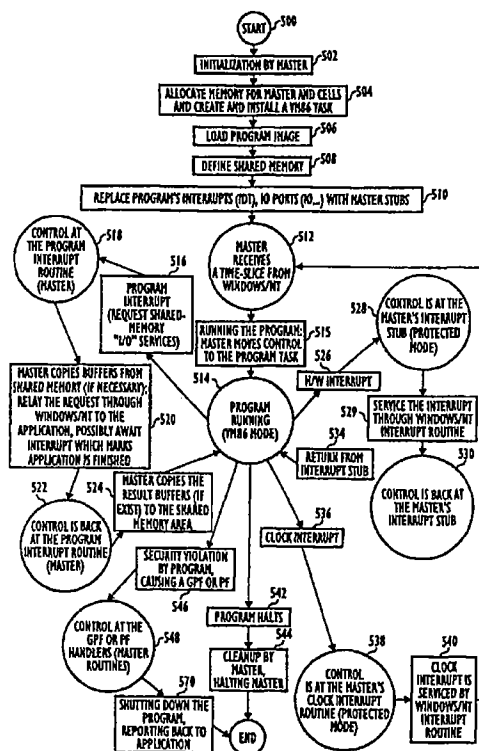 500
START
502
INITIALIZATION BY MASTER
504
ALLOCATE MEMORY FOR
MASTER AND CELLS
AND CREATE AND INSTALL A VM86 TASK
506
LOAD PROGRAM IMAGE
508
DEFINE SHARED MEMORY
510
REPLACE PROGRAM'S INTERRUPTS (IDT), IO PORTS (IO...) WITH MASTER STUBS
518
CONTROL
AT THE PROGRAM
INTERRUPT ROUTINE
(MASTER)
516
PROGRAM
INTERRUPT
(REQUEST SHARED-
MEMORY
"I/O" SERVICES)
512
MASTER
RECEIVES
A TIME-SLICE FROM
WINDOWS/NT
515
RUNNING THE PROGRAM:
MASTER MOVES CONTROL
TO THE PROGRAM TASK
528
CONTROL IS AT THE
MASTER'S INTERRUPT
STUB (PROTECTED
MODE)
526
H/W INTERRUPT
514
PROGRAM
RUNNING
(VM86 MODE)
529
SERVICE THE INTERRUPT
THROUGH WINDOWS/NT
INTERRUPT ROUTINE
530
CONTROL IS BACK AT
THE MASTER'S
INTERRUPT STUB
534
RETURN FROM
INTERRUPT STUB
MASTER COPIES BUFFERS FROM
SHARED MEMORY (IF NECESSARY);
RELAY THE REQUEST THROUGH
WINDOWS/NT TO THE
APPLICATION, POSSIBLY AWAIT
INTERRUPT WHICH MARKS
APPLICATION IS FINISHED
520
522
CONTROL IS BACK
AT THE PROGRAM
INTERRUPT ROUTINE
(MASTER)
524
MASTER COPIES THE
RESULT BUFFERS (IF
EXIST) TO THE SHARED
MEMORY AREA
536
CLOCK INTERRUPT
SECURITY VIOLATION
BY PROGRAM,
CAUSING A GPF OR PF
546
542
PROGRAM HALTS
544
CLEANUP BY
MASTER,
HALTING MASTER
CONTROL AT THE
GPF OR PF
HANDLERS (MASTER
ROUTINES)
548
570
SHUTTING DOWN THE
PROGRAM,
REPORTING BACK TO
APPLICATION
END
538
CONTROL
IS AT THE MASTER'S
CLOCK INTERRUPT
ROUTINE (PROTECTED
MODE)
540
CLOCK
INTERRUPT IS
SERVICED BY
WINDOWS/NT
INTERRUPT
ROUTINE